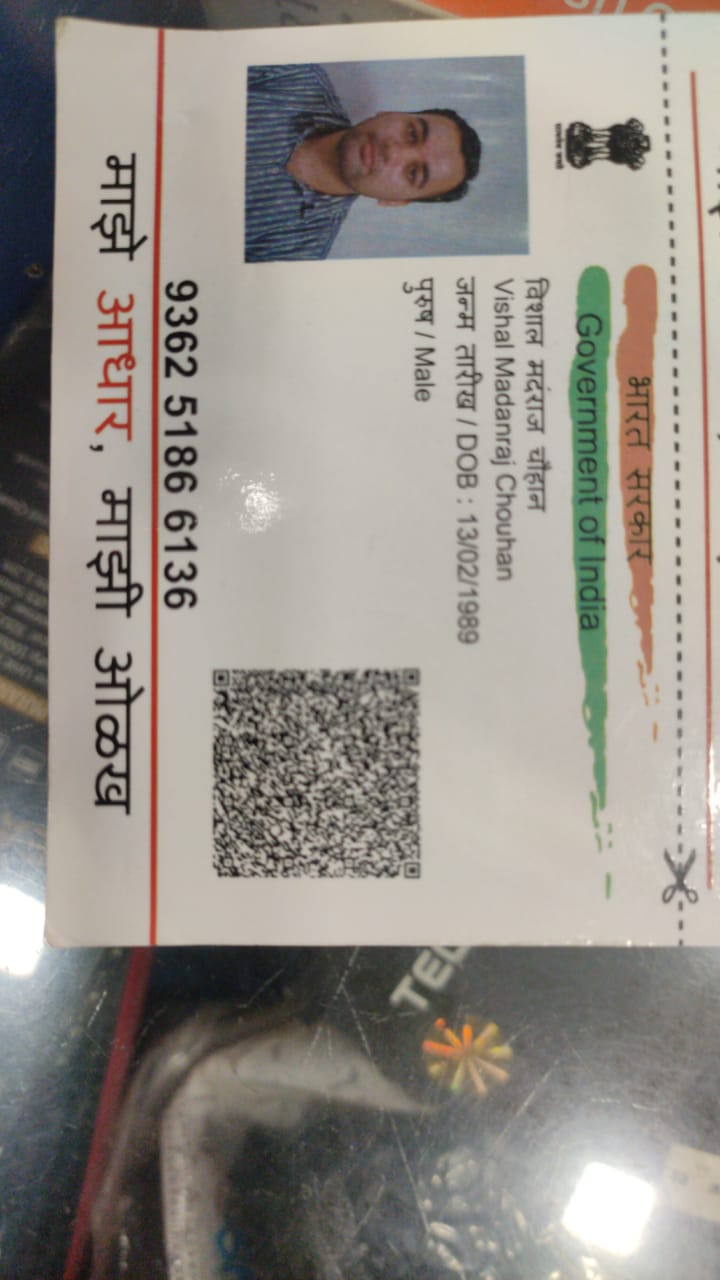 भारत सरकार
Government of India
विशाल मदंराज चौहान
Vishal Madanraj Chouhan
जन्म तारीख / DOB : 13/02/1989
पुरुष / Male
9362 5186 6136
माझे आधार, माझी ओळख